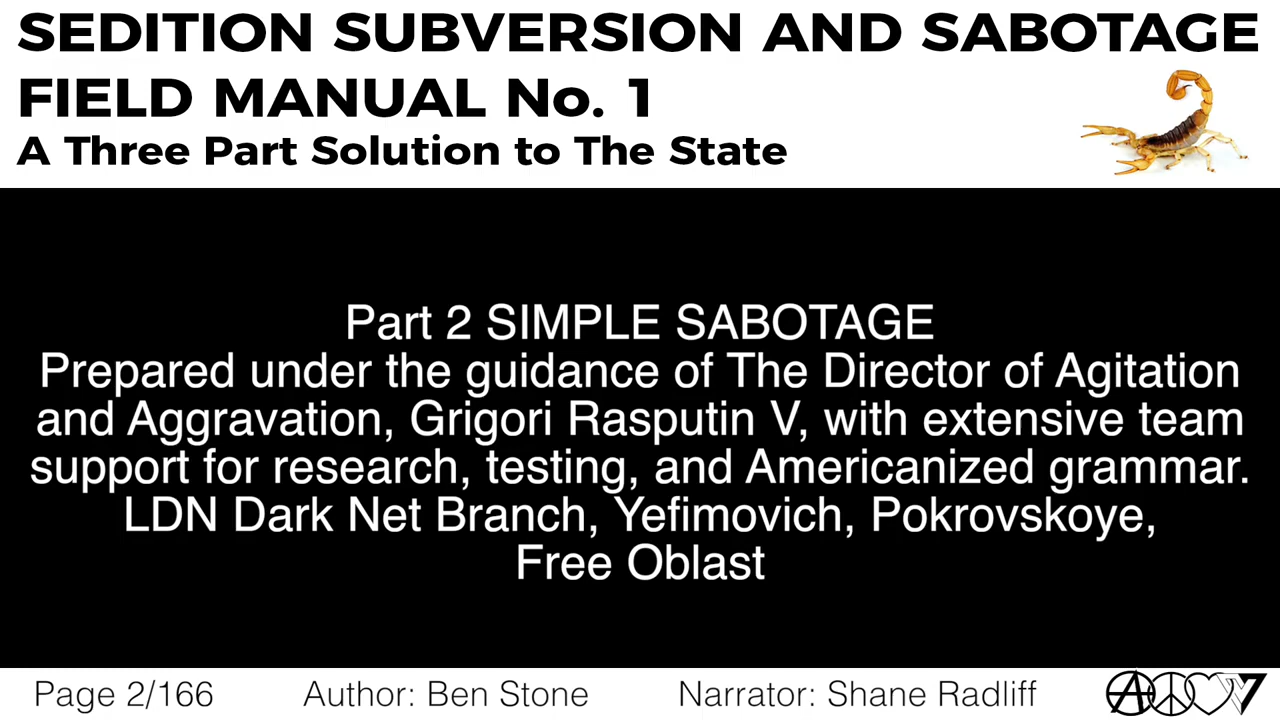 SEDITION SUBVERSION AND SABOTAGE
FIELD MANUAL No. 1
A Three Part Solution to The State
Part 2 SIMPLE SABOTAGE
Prepared under the guidance of The Director of Agitation
and Aggravation, Grigori Rasputin V, with extensive team
support for research, testing, and Americanized grammar.
LDN Dark Net Branch, Yefimovich, Pokrovskoye,
Free Oblast
Page 2/166 Author: Ben Stone Narrator: Shane Radliff